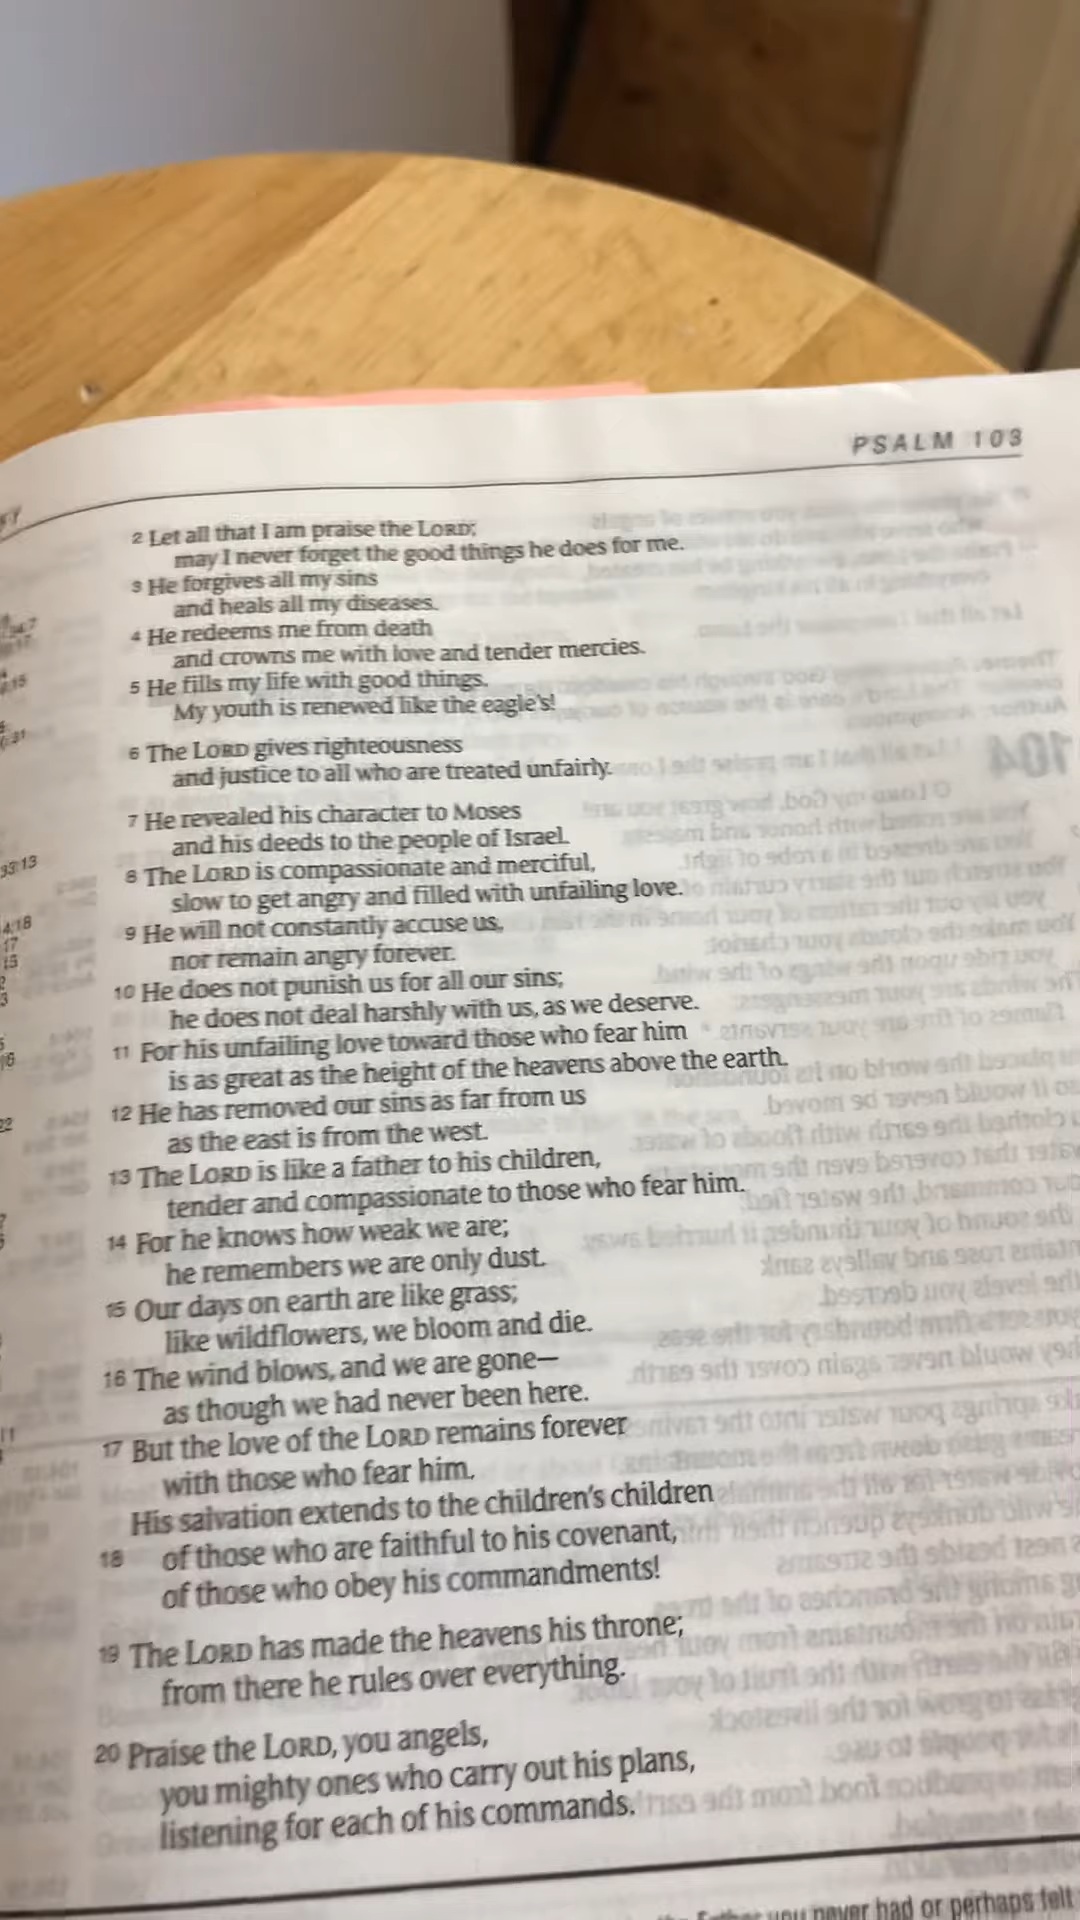 PSALM 103
2 Let all that I am praise the LORD;
may I never forget the good things he does for me.
3 He forgives all my sins
and heals all my diseases.
4 He redeems me from death
and crowns me with love and tender mercies.
5 He fills my life with good things.
My youth is renewed like the eagle's!
6 The LORD gives righteousness
and justice to all who are treated unfairly.
7 He revealed his character to Moses
and his deeds to the people of Israel.
8 The LORD is compassionate and merciful,
slow to get angry and filled with unfailing love.
9 He will not constantly accuse us,
nor remain angry forever.
10 He does not punish us for all our sins;
he does not deal harshly with us, as we deserve.
11 For his unfailing love toward those who fear him
is as great as the height of the heavens above the earth.
12 He has removed our sins as far from us
as the east is from the west.
13 The LORD is like a father to his children,
tender and compassionate to those who fear him.
14 For he knows how weak we are;
he remembers we are only dust.
15 Our days on earth are like grass;
like wildflowers, we bloom and die.
16 The wind blows, and we are gone—
as though we had never been here.
17 But the love of the LORD remains forever
with those who fear him.
His salvation extends to the children's children
18 of those who are faithful to his covenant,
of those who obey his commandments!
19 The LORD has made the heavens his throne;
from there he rules over everything.
20 Praise the LORD, you angels,
you mighty ones who carry out his plans,
listening for each of his commands.
Father you never had or perhaps felt